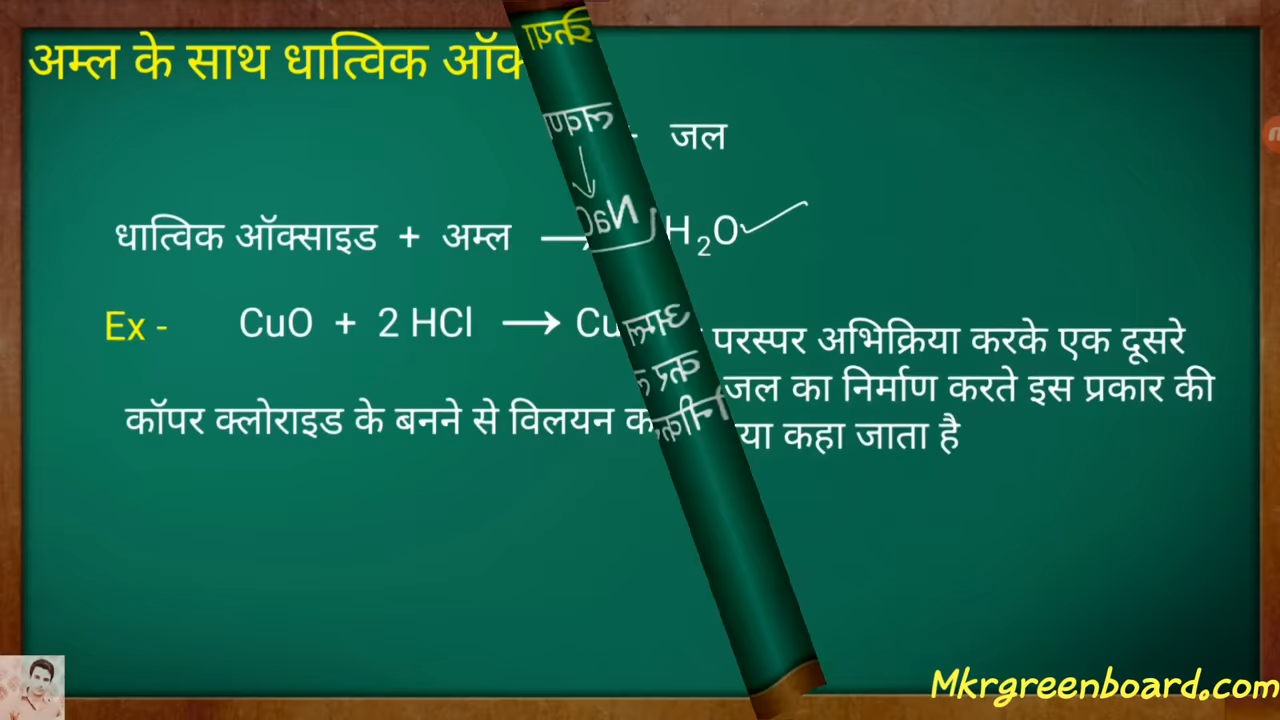 अम्ल के साथ धात्विक
जल
धात्विक ऑक्साइड + अम्ल →
H2O
Ex - CuO + 2 HCl → Cu
परस्पर अभिक्रिया करके एक दूसरे
जल का निर्माण करते इस प्रकार की
कॉपर क्लोराइड के बनने से विलयन
या कहा जाता है
Mkrgreenboard.com